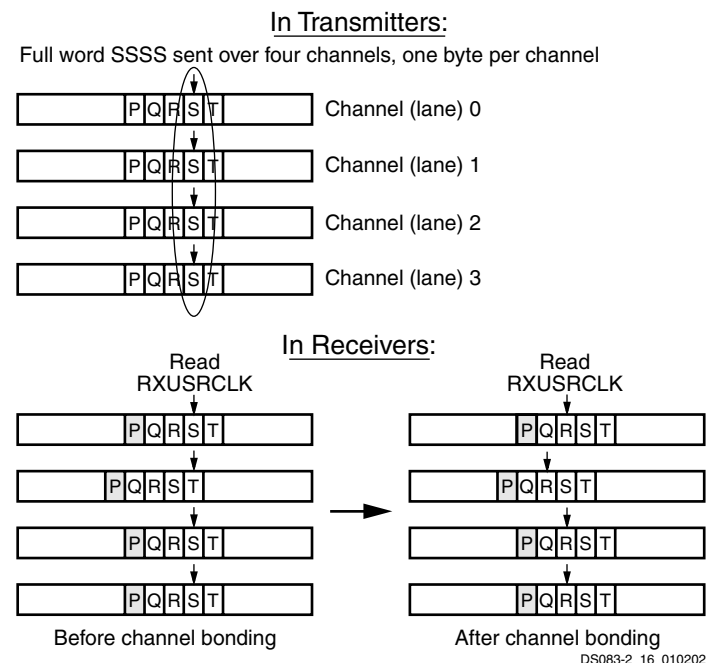 In Transmitters:
Full word SSSS sent over four channels, one byte per channel
P Q R S T Channel (lane) 0
P Q R S T Channel (lane) 1
P Q R S T Channel (lane) 2
P Q R S T Channel (lane) 3
In Receivers:
Read
RXUSRCLK
P Q R S T
P Q R S T
P Q R S T
P Q R S T
Before channel bonding
Read
RXUSRCLK
P Q R S T
P Q R S T
P Q R S T
P Q R S T
After channel bonding
DS083-2_16_010202